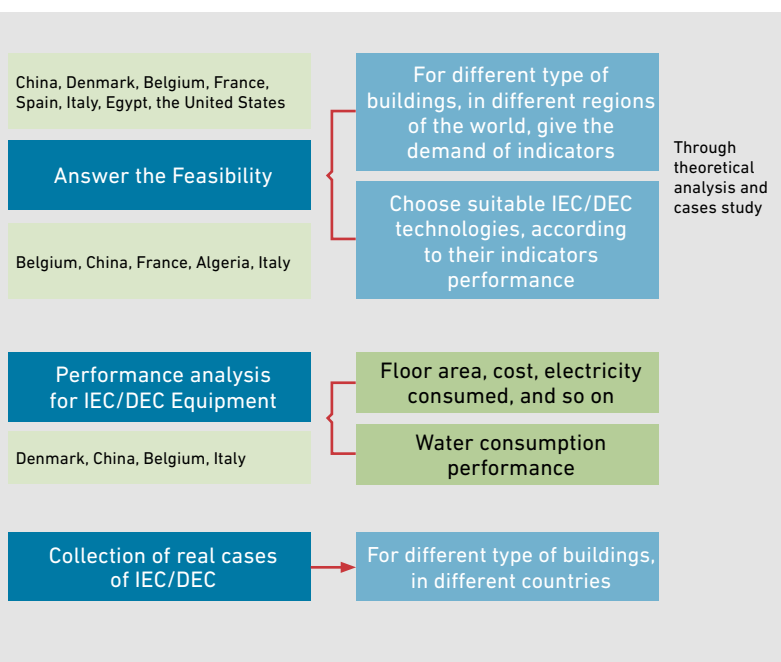 China, Denmark, Belgium, France,
Spain, Italy, Egypt, the United States
Answer the Feasibility
Belgium, China, France, Algeria, Italy
For different type of
buildings, in different regions
of the world, give the
demand of indicators
Choose suitable IEC/DEC
technologies, according
to their indicators
performance
Through
theoretical
analysis and
cases study
Performance analysis
for IEC/DEC Equipment
Denmark, China, Belgium, Italy
Floor area, cost, electricity
consumed, and so on
Water consumption
performance
Collection of real cases
of IEC/DEC
For different type of buildings,
in different countries